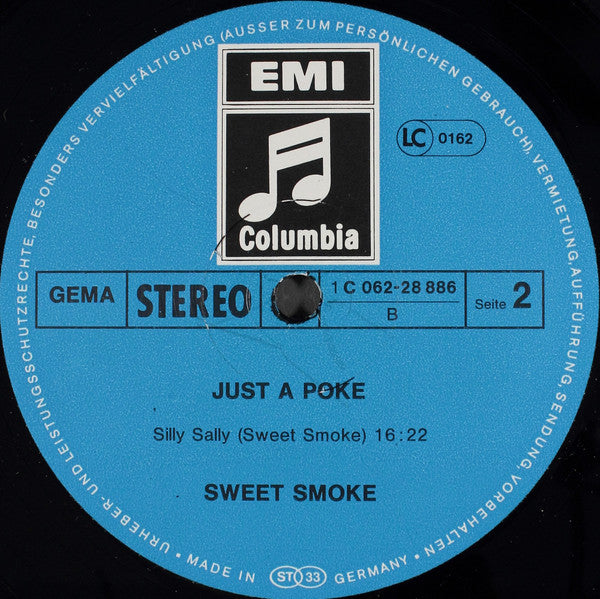 EMI
Columbia
LC 0162
GEMA
STEREO
1 C 062-28 886
B
Seite 2
JUST A POKE
Silly Sally (Sweet Smoke) 16:22
SWEET SMOKE
URHEBER- UND LEISTUNGSSCHUTZRECHTE, BESONDERS VERVIELFÄLTIGUNG (AUSSER ZUM PERSÖNLICHEN GEBRAUCH), VERMIETUNG, AUFFÜHRUNG, SENDUNG, VORBEHALTEN •
• MADE IN ST 33 GERMANY •